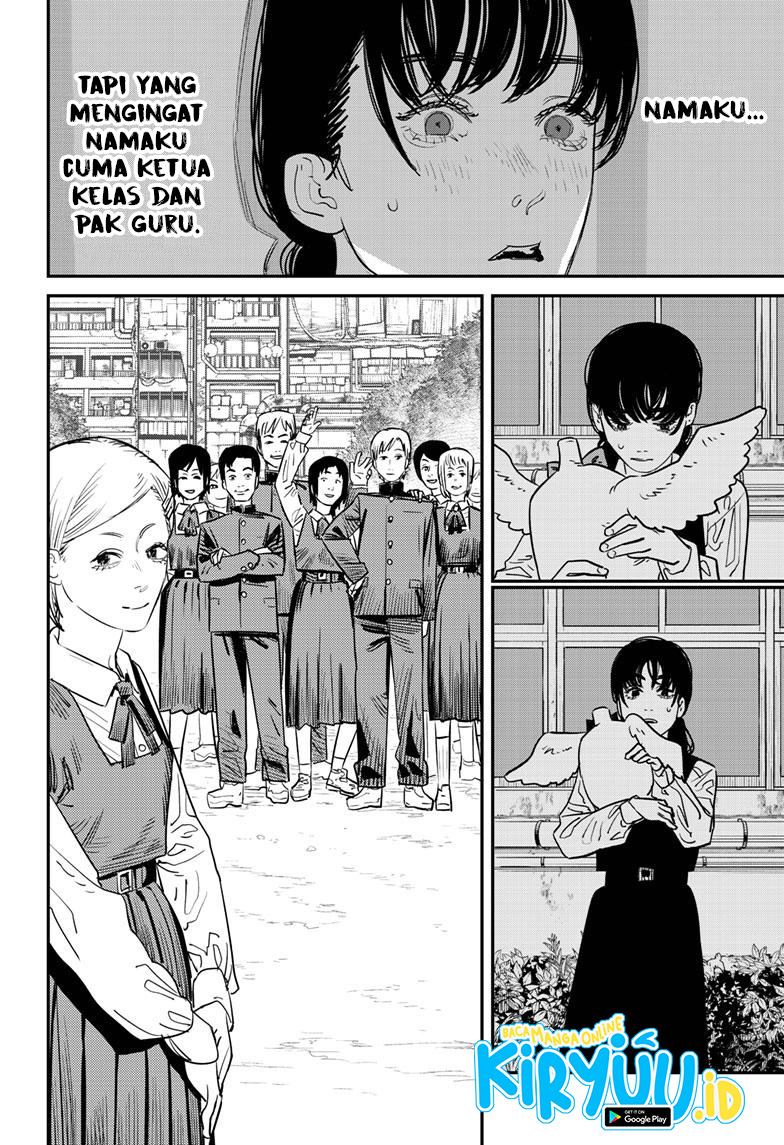 NAMAKU...
TAPI YANG
MENGINGAT
NAMAKU
CUMA KETUA
KELAS DAN
PAK GURU.
BACA MANGA ONLINE
KIRYUU.ID
GET IT ON
Google Play